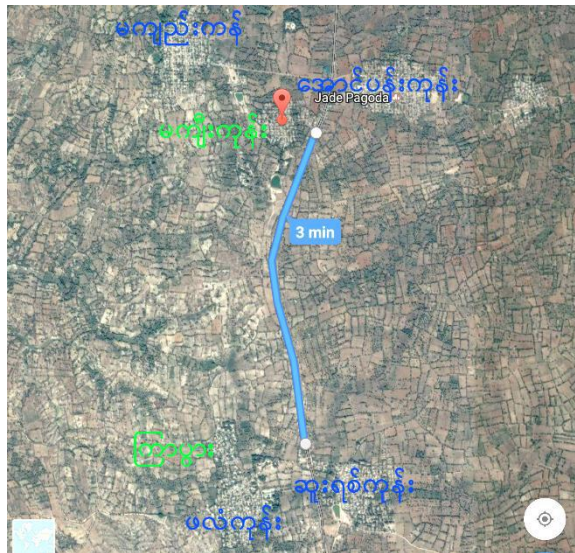 မကျည်းကန်
အောင်ပန်းကုန်း
Jade Pagoda
မကျီးကုန်း
3 min
ကြာပွား
ဆူးရစ်ကုန်း
ဖလံကုန်း